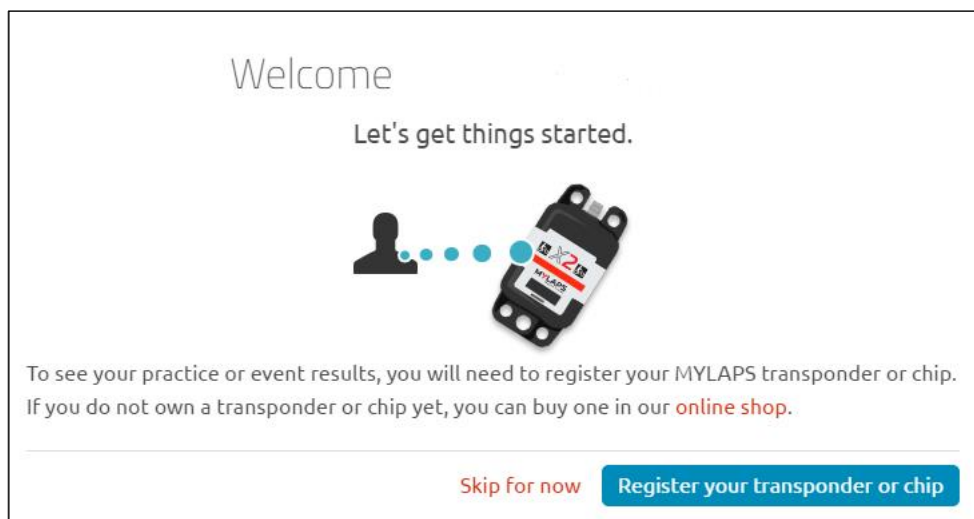 Welcome
Let's get things started.
X2
MYLAPS
To see your practice or event results, you will need to register your MYLAPS transponder or chip.
If you do not own a transponder or chip yet, you can buy one in our online shop.
Skip for now
Register your transponder or chip